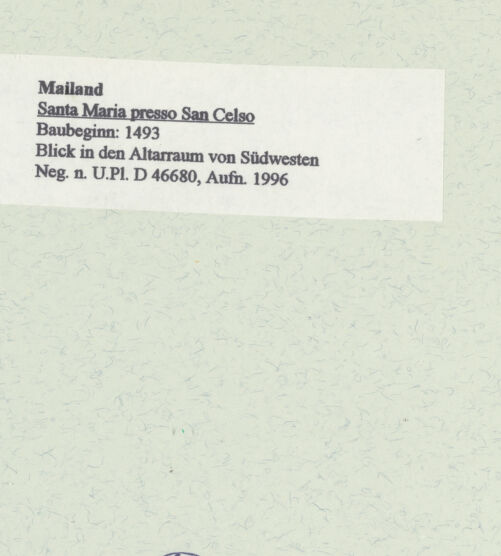 Mailand
Santa Maria presso San Celso
Baubeginn: 1493
Blick in den Altarraum von Südwesten
Neg. n. U.Pl. D 46680, Aufn. 1996